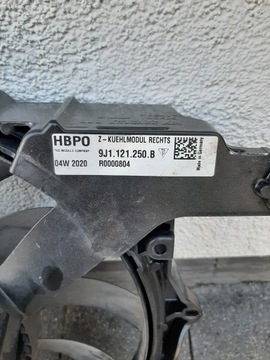 HBPO
THE MODULE COMPANY
Z-KUEHLMODUL RECHTS
9J1.121.250.B
04W 2020
R0000804
Made in Germany